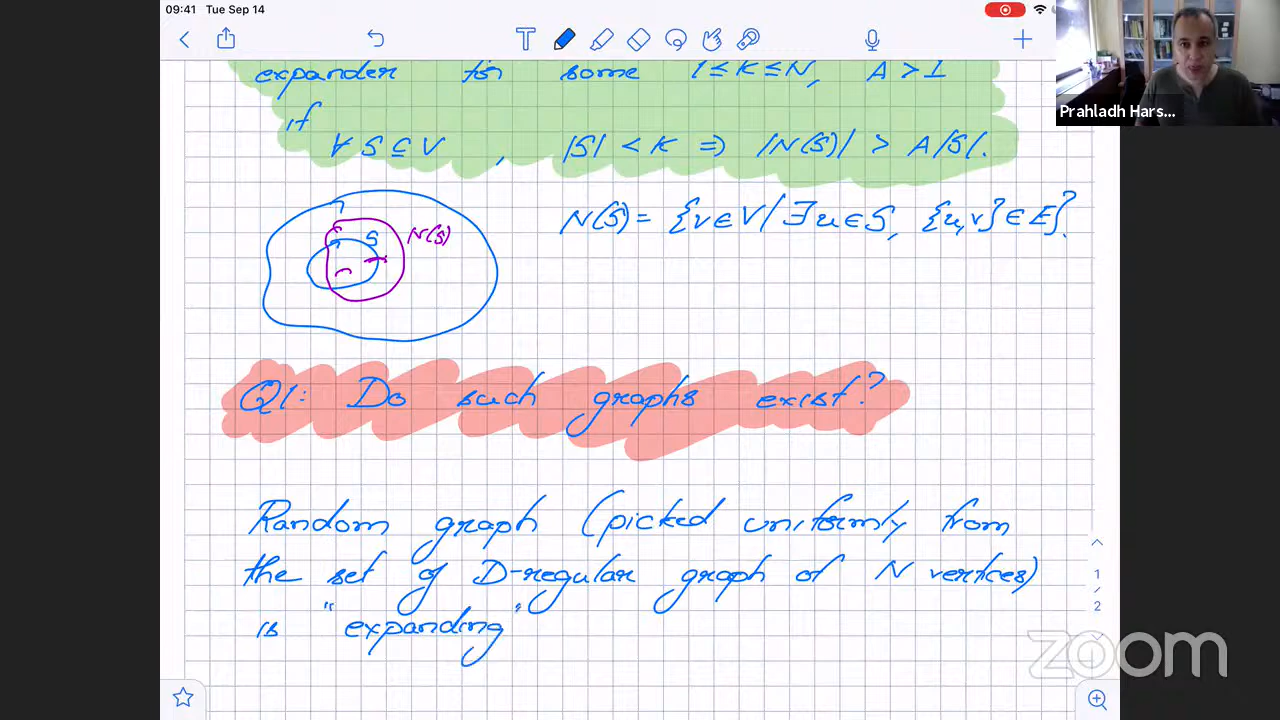 09:41 Tue Sep 14
Prahladh Hars...
expander for some 1 ≤ K ≤ N, A > 1
if
∀ S ⊆ V , |S| < K ⇒ |N(S)| > A|S|.
N(S) = {v ∈ V / ∃ u ∈ S, {u,v} ∈ E}.
S N(S)
Q1: Do such graphs exist?
Random graph (picked uniformly from
the set of D-regular graph of N vertices)
is "expanding"
1
2
zoom